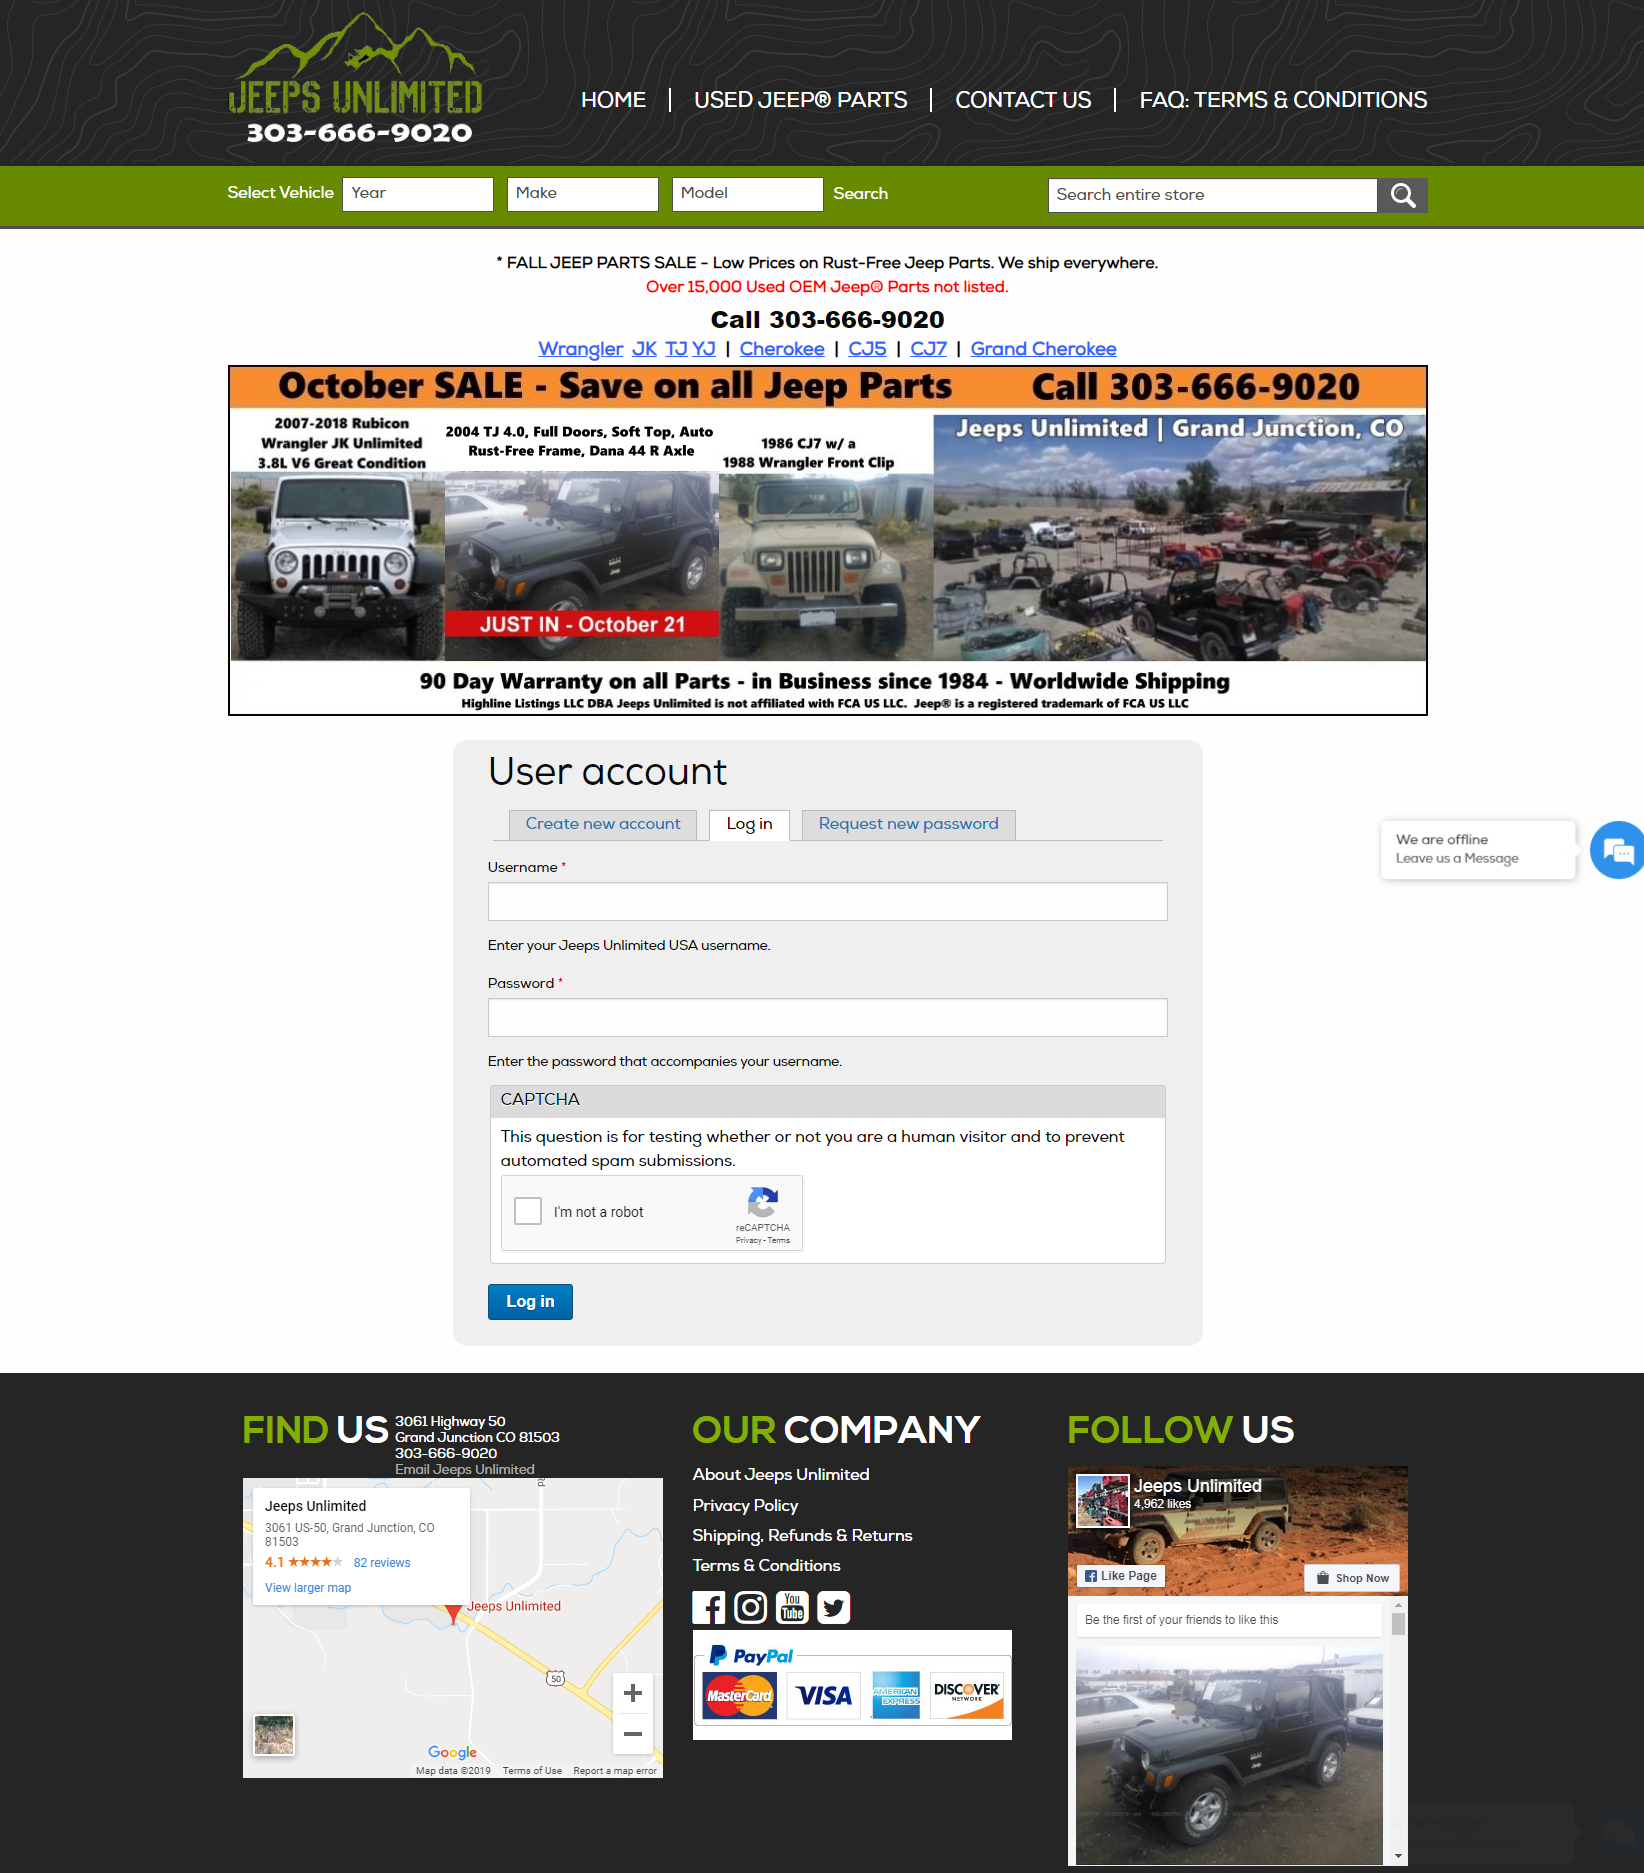 JEEPS UNLIMITED
303-666-9020
HOME
USED JEEP® PARTS
CONTACT US
FAQ: TERMS & CONDITIONS
Select Vehicle
Year
Make
Model
Search
Search entire store
* FALL JEEP PARTS SALE - Low Prices on Rust-Free Jeep Parts. We ship everywhere.
Over 15,000 Used OEM Jeep® Parts not listed.
Call 303-666-9020
Wrangler JK TJ YJ | Cherokee | CJ5 | CJ7 | Grand Cherokee
October SALE - Save on all Jeep Parts Call 303-666-9020
2007-2018 Rubicon
Wrangler JK Unlimited
3.8L V6 Great Condition
2004 TJ 4.0, Full Doors, Soft Top, Auto
Rust-Free Frame, Dana 44 R Axle
JUST IN - October 21
1986 CJ7 w/ a
1988 Wrangler Front Clip
Jeeps Unlimited | Grand Junction, CO
90 Day Warranty on all Parts - in Business since 1984 - Worldwide Shipping
Highline Listings LLC DBA Jeeps Unlimited is not affiliated with FCA US LLC. Jeep® is a registered trademark of FCA US LLC
User account
Create new account
Log in
Request new password
We are offline
Leave us a Message
Username *
Enter your Jeeps Unlimited USA username.
Password *
Enter the password that accompanies your username.
CAPTCHA
This question is for testing whether or not you are a human visitor and to prevent
automated spam submissions.
I'm not a robot
reCAPTCHA
Privacy - Terms
Log in
FIND US
3061 Highway 50
Grand Junction CO 81503
303-666-9020
Email Jeeps Unlimited
Jeeps Unlimited
3061 US-50, Grand Junction, CO
81503
4.1 82 reviews
View larger map
Jeeps Unlimited
50
Google
Map data ©2019 Terms of Use Report a map error
OUR COMPANY
About Jeeps Unlimited
Privacy Policy
Shipping, Refunds & Returns
Terms & Conditions
You
Tube
PayPal
MasterCard
VISA
AMERICAN
EXPRESS
DISCOVER
NETWORK
FOLLOW US
Jeeps Unlimited
4,962 likes
Like Page
Shop Now
Be the first of your friends to like this